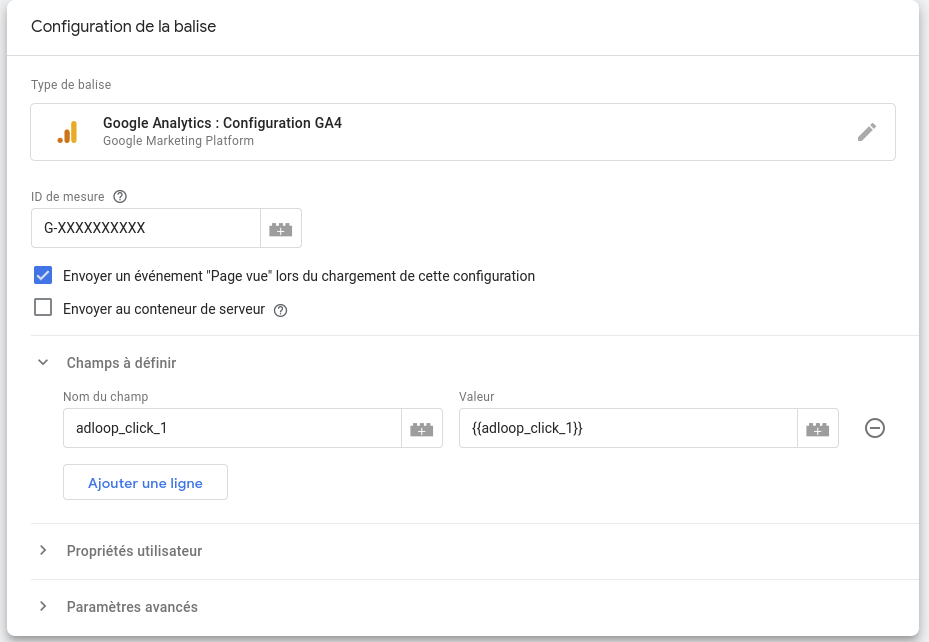 Configuration de la balise
Type de balise
Google Analytics : Configuration GA4
Google Marketing Platform
ID de mesure
G-XXXXXXXXXX
Envoyer un événement "Page vue" lors du chargement de cette configuration
Envoyer au conteneur de serveur
Champs à définir
Nom du champ
Valeur
adloop_click_1
{{adloop_click_1}}
Ajouter une ligne
Propriétés utilisateur
Paramètres avancés